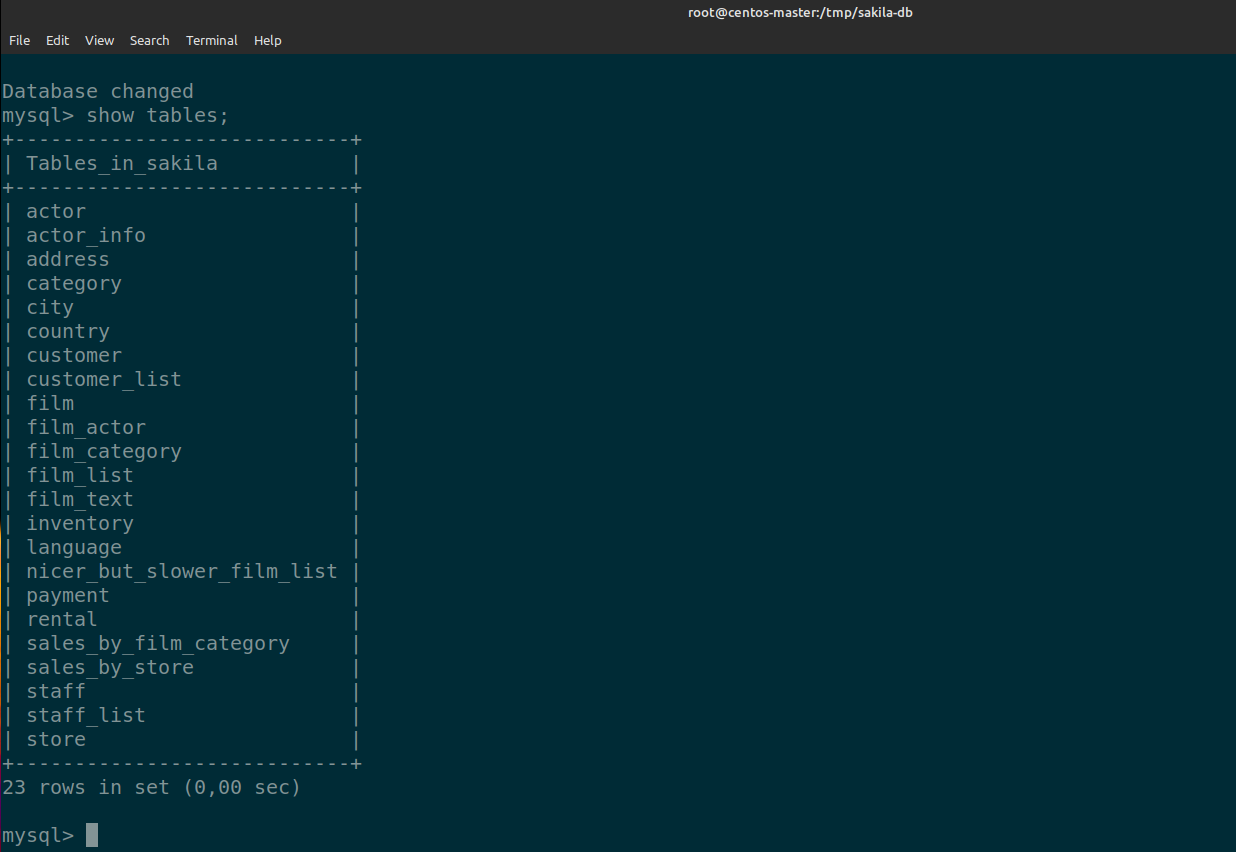 root@centos-master:/tmp/sakila-db
File Edit View Search Terminal Help
Database changed
mysql> show tables;
+----------------------------+
| Tables_in_sakila           |
+----------------------------+
| actor                      |
| actor_info                 |
| address                    |
| category                   |
| city                       |
| country                    |
| customer                   |
| customer_list              |
| film                       |
| film_actor                 |
| film_category              |
| film_list                  |
| film_text                  |
| inventory                  |
| language                   |
| nicer_but_slower_film_list |
| payment                    |
| rental                     |
| sales_by_film_category     |
| sales_by_store             |
| staff                      |
| staff_list                 |
| store                      |
+----------------------------+
23 rows in set (0,00 sec)
mysql>